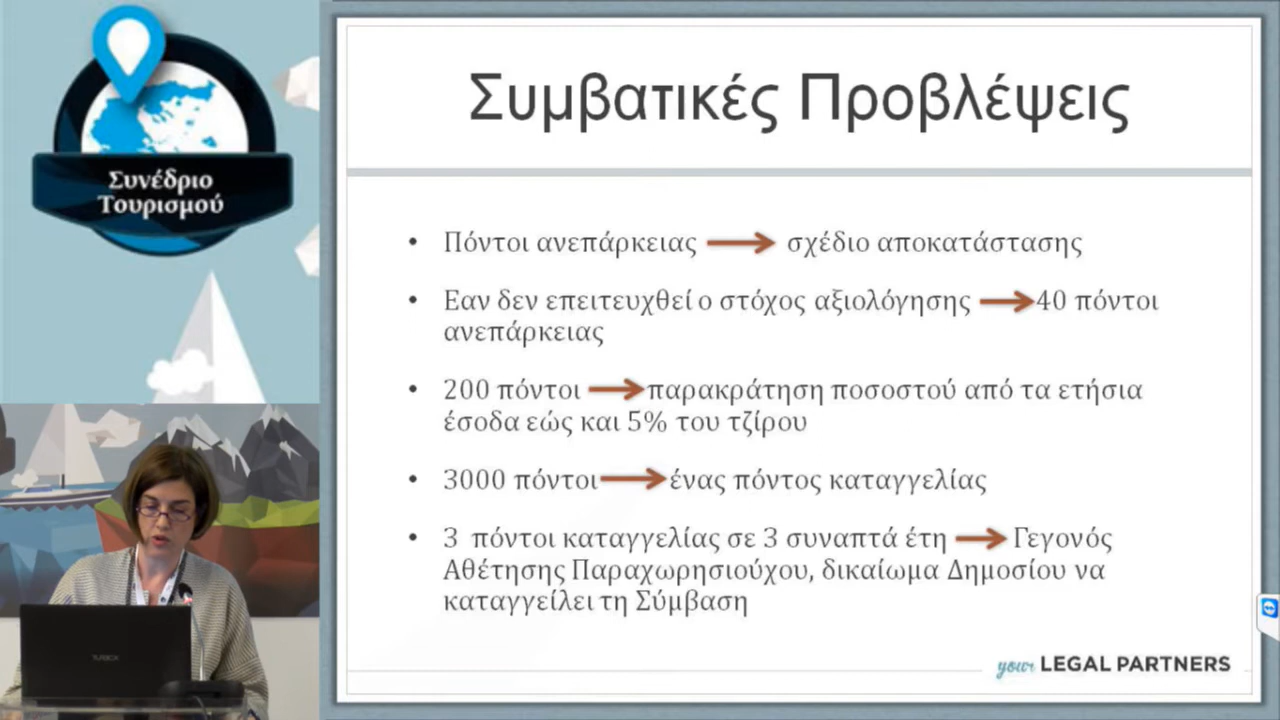 Συνέδριο
Τουρισμού
Συμβατικές Προβλέψεις
• Πόντοι ανεπάρκειας → σχέδιο αποκατάστασης
• Εαν δεν επειτευχθεί ο στόχος αξιολόγησης → 40 πόντοι
ανεπάρκειας
• 200 πόντοι → παρακράτηση ποσοστού από τα ετήσια
έσοδα εώς και 5% του τζίρου
• 3000 πόντοι → ένας πόντος καταγγελίας
• 3 πόντοι καταγγελίας σε 3 συναπτά έτη → Γεγονός
Αθέτησης Παραχωρησιούχου, δικαίωμα Δημοσίου να
καταγγείλει τη Σύμβαση
your LEGAL PARTNERS